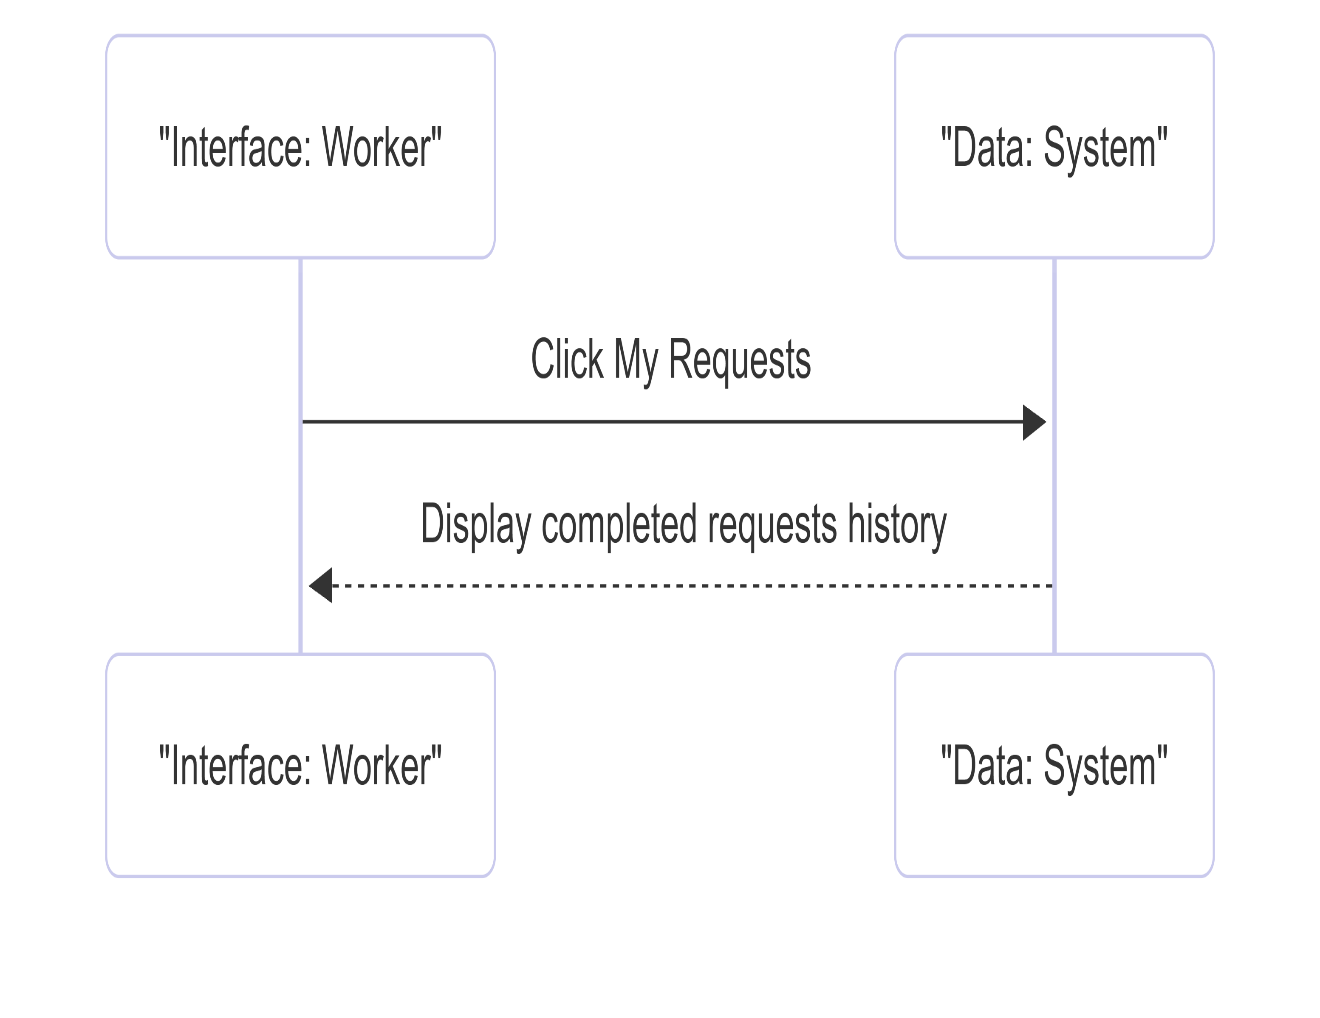 "Interface: Worker"
"Data: System"
Click My Requests
Display completed requests history
"Interface: Worker"
"Data: System"